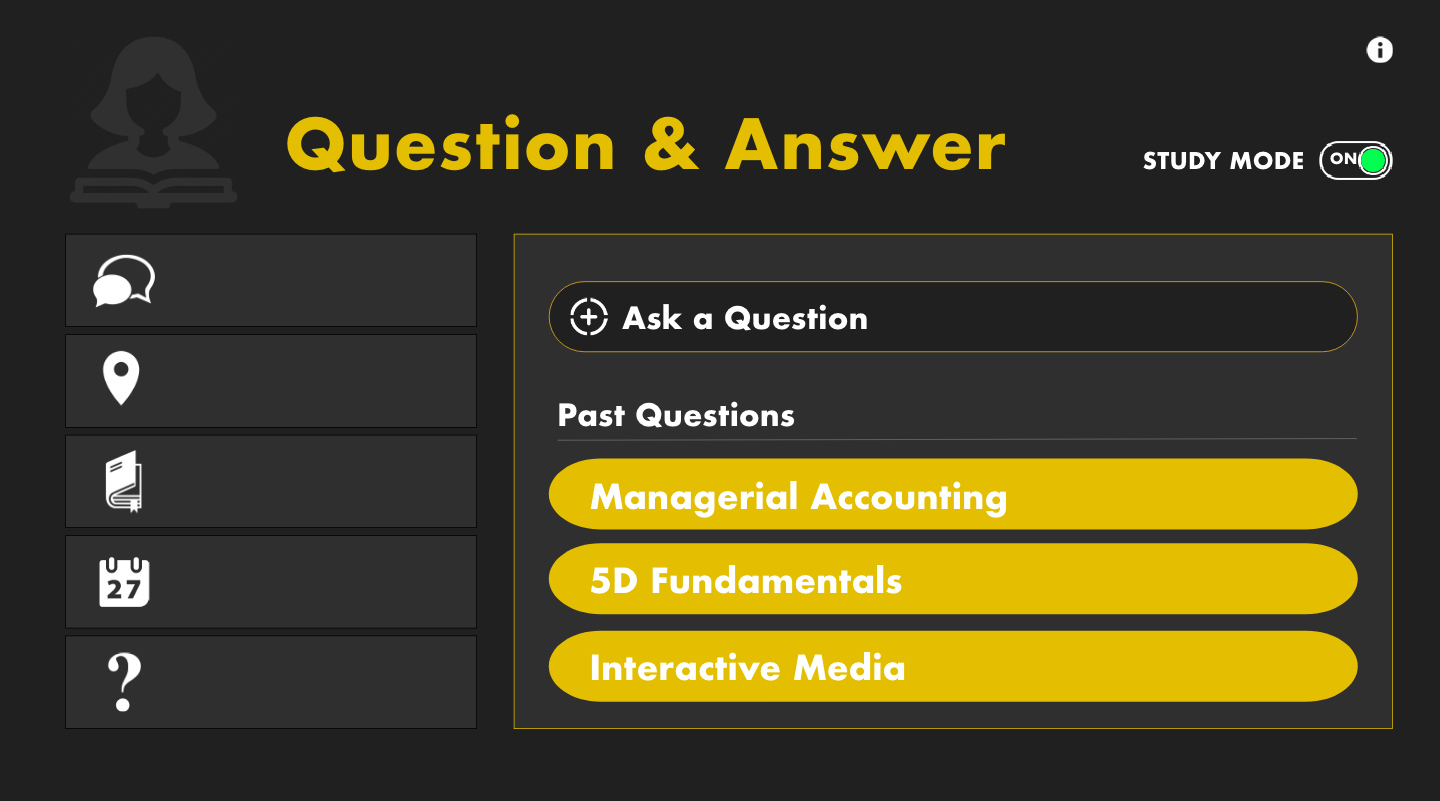 Question & Answer
STUDY MODE ON
Ask a Question
Past Questions
Managerial Accounting
27
5D Fundamentals
Interactive Media
?